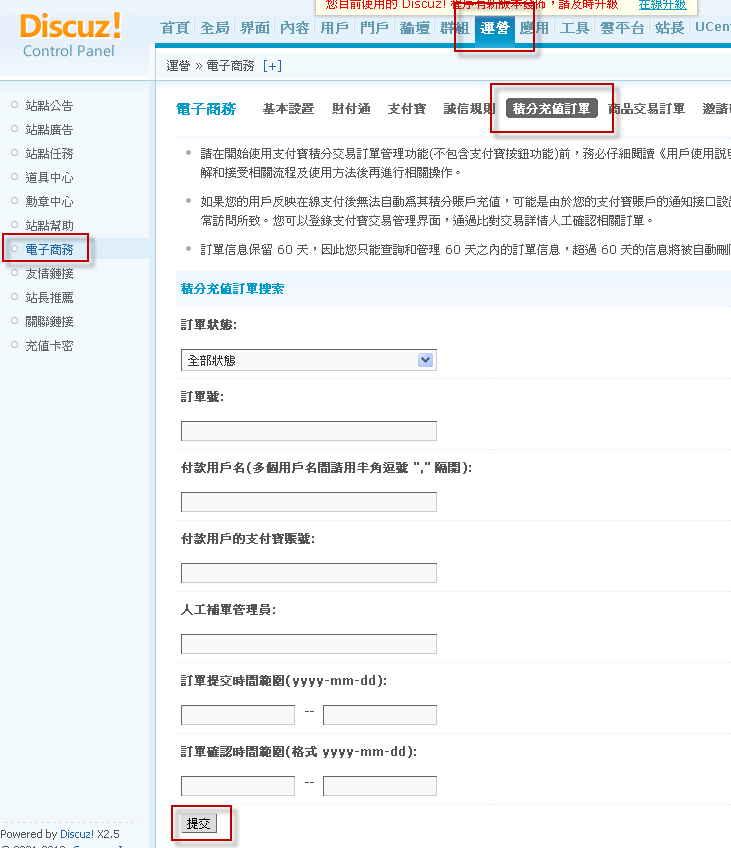 Discuz!
Control Panel
您目前使用的 Discuz! 程序有新版本發佈，請及時升級 在線升級
首頁 全局 界面 內容 用戶 門戶 論壇 群組 運營 應用 工具 雲平台 站長 UCen
運營 » 電子商務 [+]
站點公告
站點廣告
站點任務
道具中心
勳章中心
站點幫助
電子商務
友情鏈接
站長推薦
關聯鏈接
充值卡密
電子商務 基本設置 財付通 支付寶 誠信規則 積分充值訂單 商品交易訂單 邀請
請在開始使用支付寶積分交易訂單管理功能(不包含支付寶按鈕功能)前，務必仔細閱讀《用戶使用說明
解和接受相關流程及使用方法後再進行相關操作。
如果您的用戶反映在線支付後無法自動爲其積分賬戶充值，可能是由於您的支付寶賬戶的通知接口設
常訪問所致。您可以登錄支付寶交易管理界面，通過比對交易詳情人工確認相關訂單。
訂單信息保留 60 天，因此您只能查詢和管理 60 天之內的訂單信息，超過 60 天的信息將被自動刪
積分充值訂單搜索
訂單狀態:
全部狀態
訂單號:
付款用戶名(多個用戶名間請用半角逗號 "," 隔開):
付款用戶的支付寶賬號:
人工補單管理員:
訂單提交時間範圍(yyyy-mm-dd):
--
訂單確認時間範圍(格式 yyyy-mm-dd):
--
提交
Powered by Discuz! X2.5